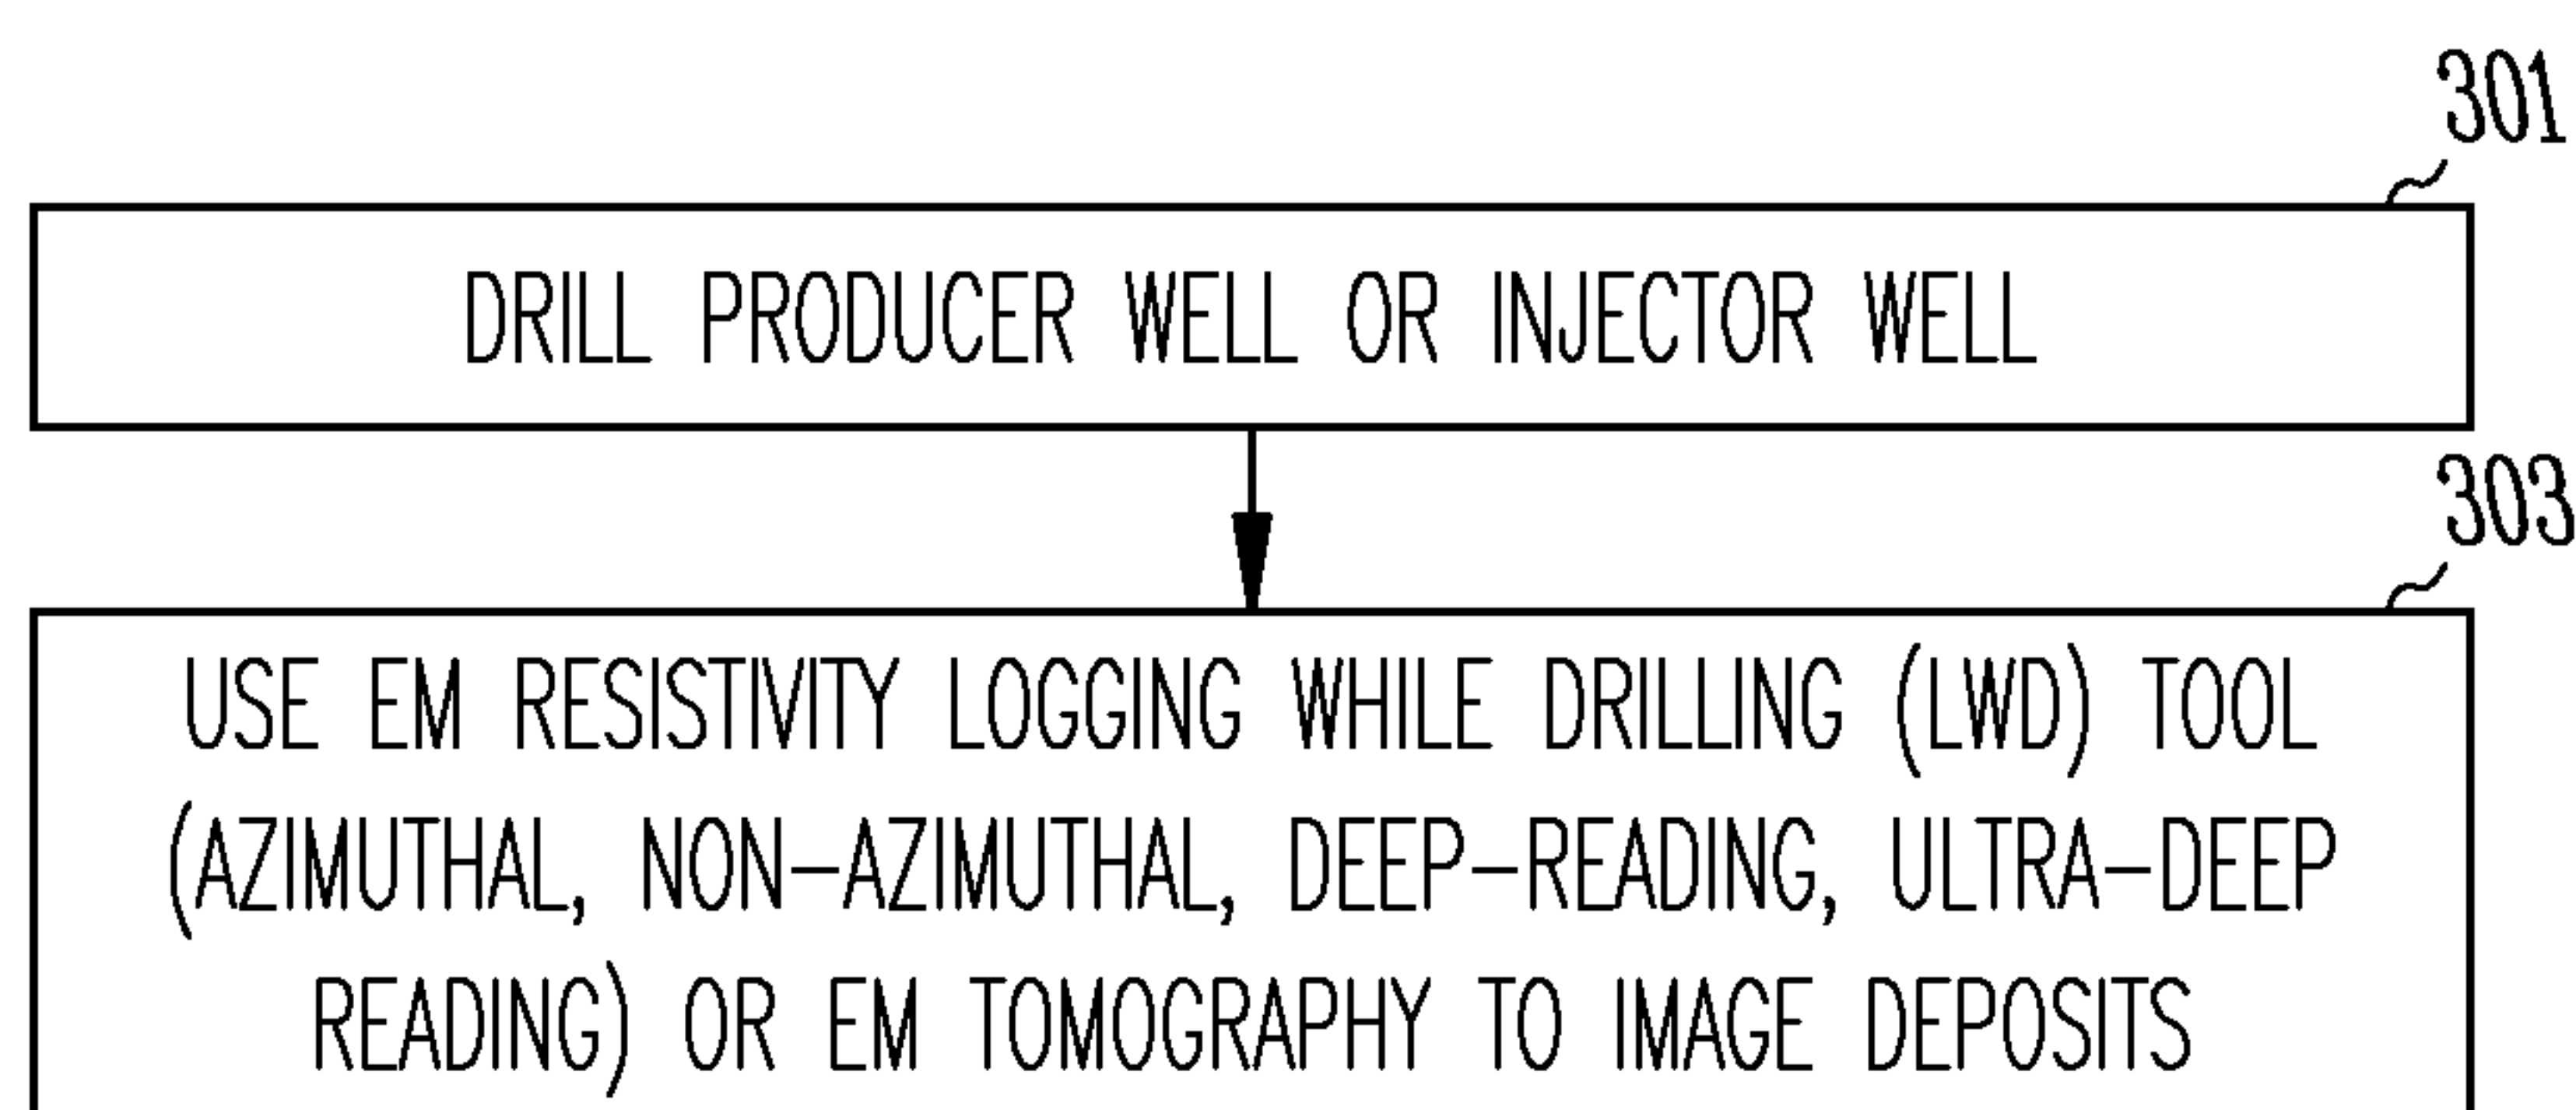 301
DRILL PRODUCER WELL OR INJECTOR WELL
303
USE EM RESISTIVITY LOGGING WHILE DRILLING (LWD) TOOL
(AZIMUTHAL, NON-AZIMUTHAL, DEEP-READING, ULTRA-DEEP
READING) OR EM TOMOGRAPHY TO IMAGE DEPOSITS